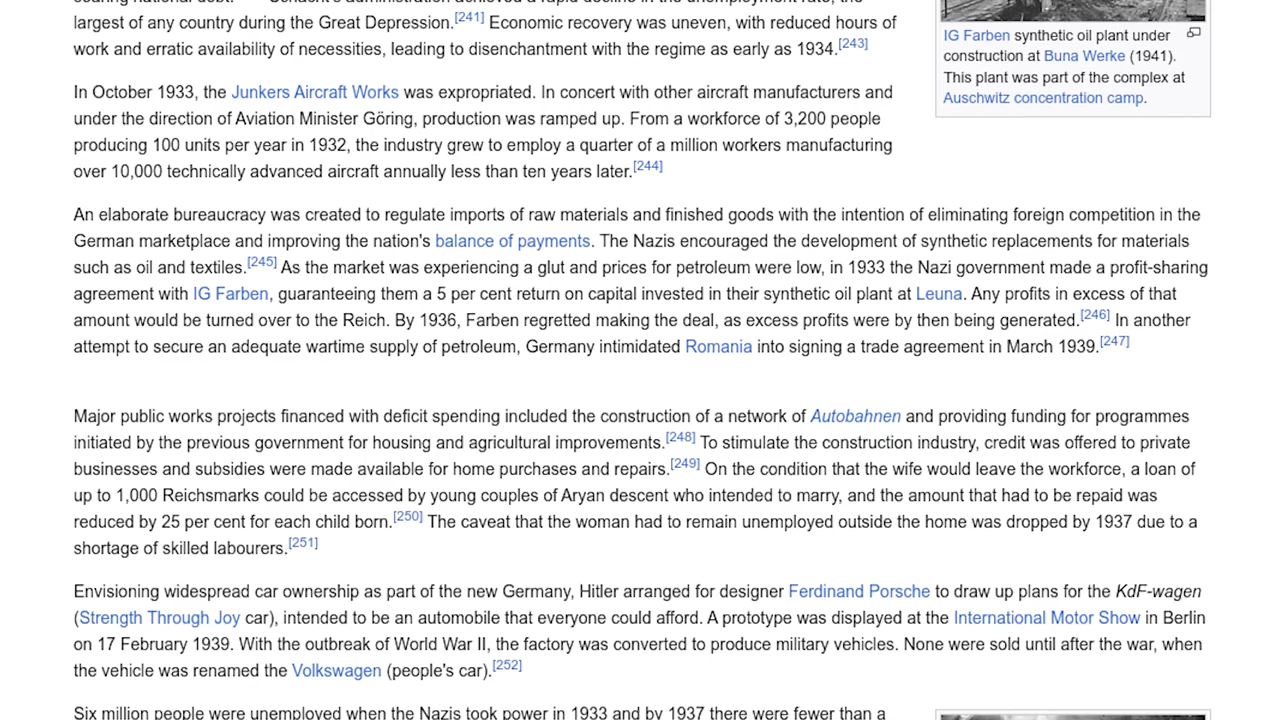 largest of any country during the Great Depression.[241] Economic recovery was uneven, with reduced hours of
work and erratic availability of necessities, leading to disenchantment with the regime as early as 1934.[243]
IG Farben synthetic oil plant under
construction at Buna Werke (1941).
This plant was part of the complex at
Auschwitz concentration camp.
In October 1933, the Junkers Aircraft Works was expropriated. In concert with other aircraft manufacturers and
under the direction of Aviation Minister Göring, production was ramped up. From a workforce of 3,200 people
producing 100 units per year in 1932, the industry grew to employ a quarter of a million workers manufacturing
over 10,000 technically advanced aircraft annually less than ten years later.[244]
An elaborate bureaucracy was created to regulate imports of raw materials and finished goods with the intention of eliminating foreign competition in the
German marketplace and improving the nation's balance of payments. The Nazis encouraged the development of synthetic replacements for materials
such as oil and textiles.[245] As the market was experiencing a glut and prices for petroleum were low, in 1933 the Nazi government made a profit-sharing
agreement with IG Farben, guaranteeing them a 5 per cent return on capital invested in their synthetic oil plant at Leuna. Any profits in excess of that
amount would be turned over to the Reich. By 1936, Farben regretted making the deal, as excess profits were by then being generated.[246] In another
attempt to secure an adequate wartime supply of petroleum, Germany intimidated Romania into signing a trade agreement in March 1939.[247]
Major public works projects financed with deficit spending included the construction of a network of Autobahnen and providing funding for programmes
initiated by the previous government for housing and agricultural improvements.[248] To stimulate the construction industry, credit was offered to private
businesses and subsidies were made available for home purchases and repairs.[249] On the condition that the wife would leave the workforce, a loan of
up to 1,000 Reichsmarks could be accessed by young couples of Aryan descent who intended to marry, and the amount that had to be repaid was
reduced by 25 per cent for each child born.[250] The caveat that the woman had to remain unemployed outside the home was dropped by 1937 due to a
shortage of skilled labourers.[251]
Envisioning widespread car ownership as part of the new Germany, Hitler arranged for designer Ferdinand Porsche to draw up plans for the KdF-wagen
(Strength Through Joy car), intended to be an automobile that everyone could afford. A prototype was displayed at the International Motor Show in Berlin
on 17 February 1939. With the outbreak of World War II, the factory was converted to produce military vehicles. None were sold until after the war, when
the vehicle was renamed the Volkswagen (people's car).[252]
Six million people were unemployed when the Nazis took power in 1933 and by 1937 there were fewer than a